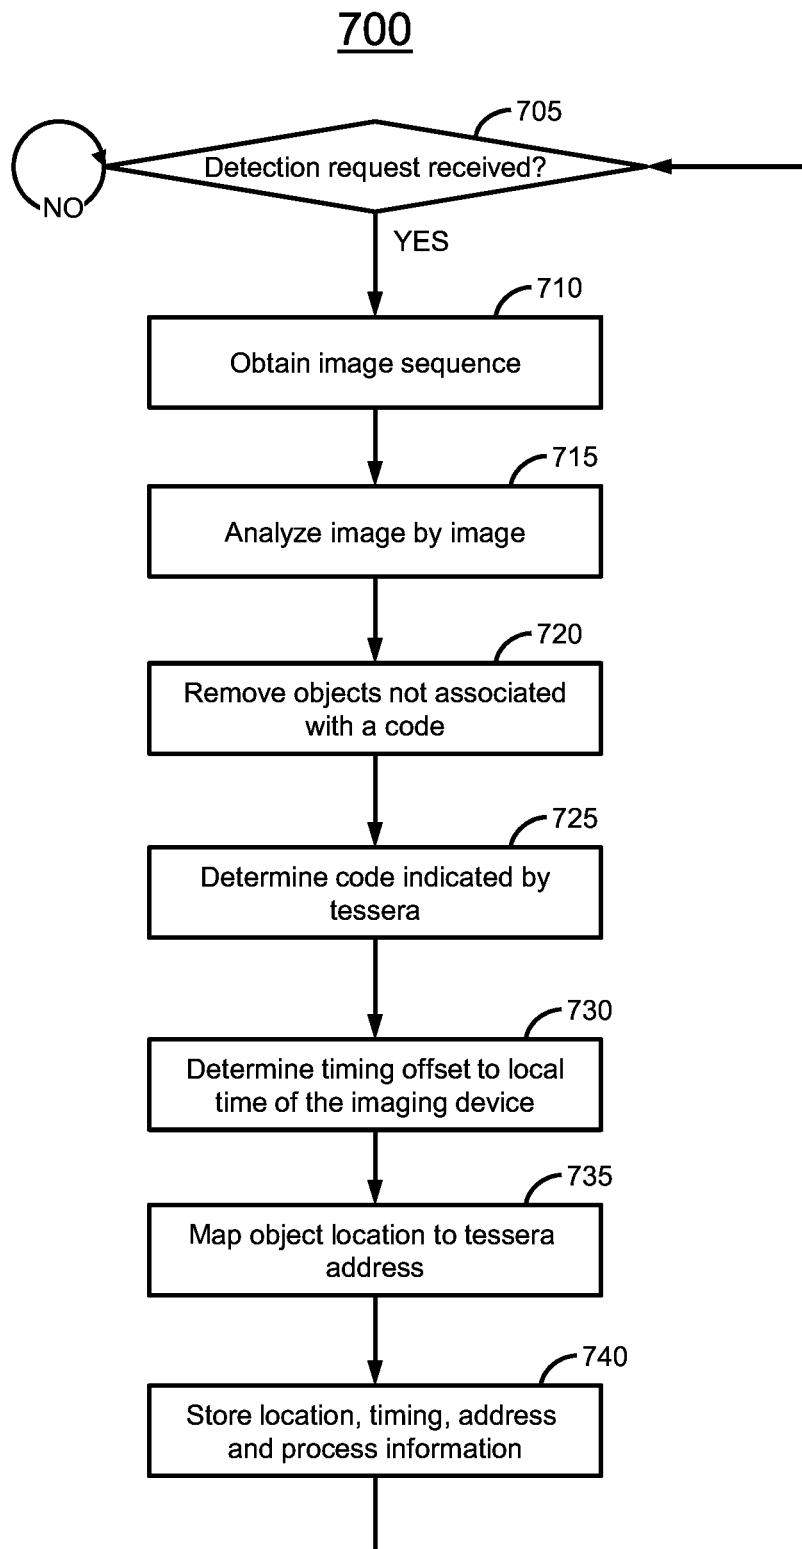 700
705
Detection request received?
NO
YES
710
Obtain image sequence
715
Analyze image by image
720
Remove objects not associated
with a code
725
Determine code indicated by
tessera
730
Determine timing offset to local
time of the imaging device
735
Map object location to tessera
address
740
Store location, timing, address
and process information